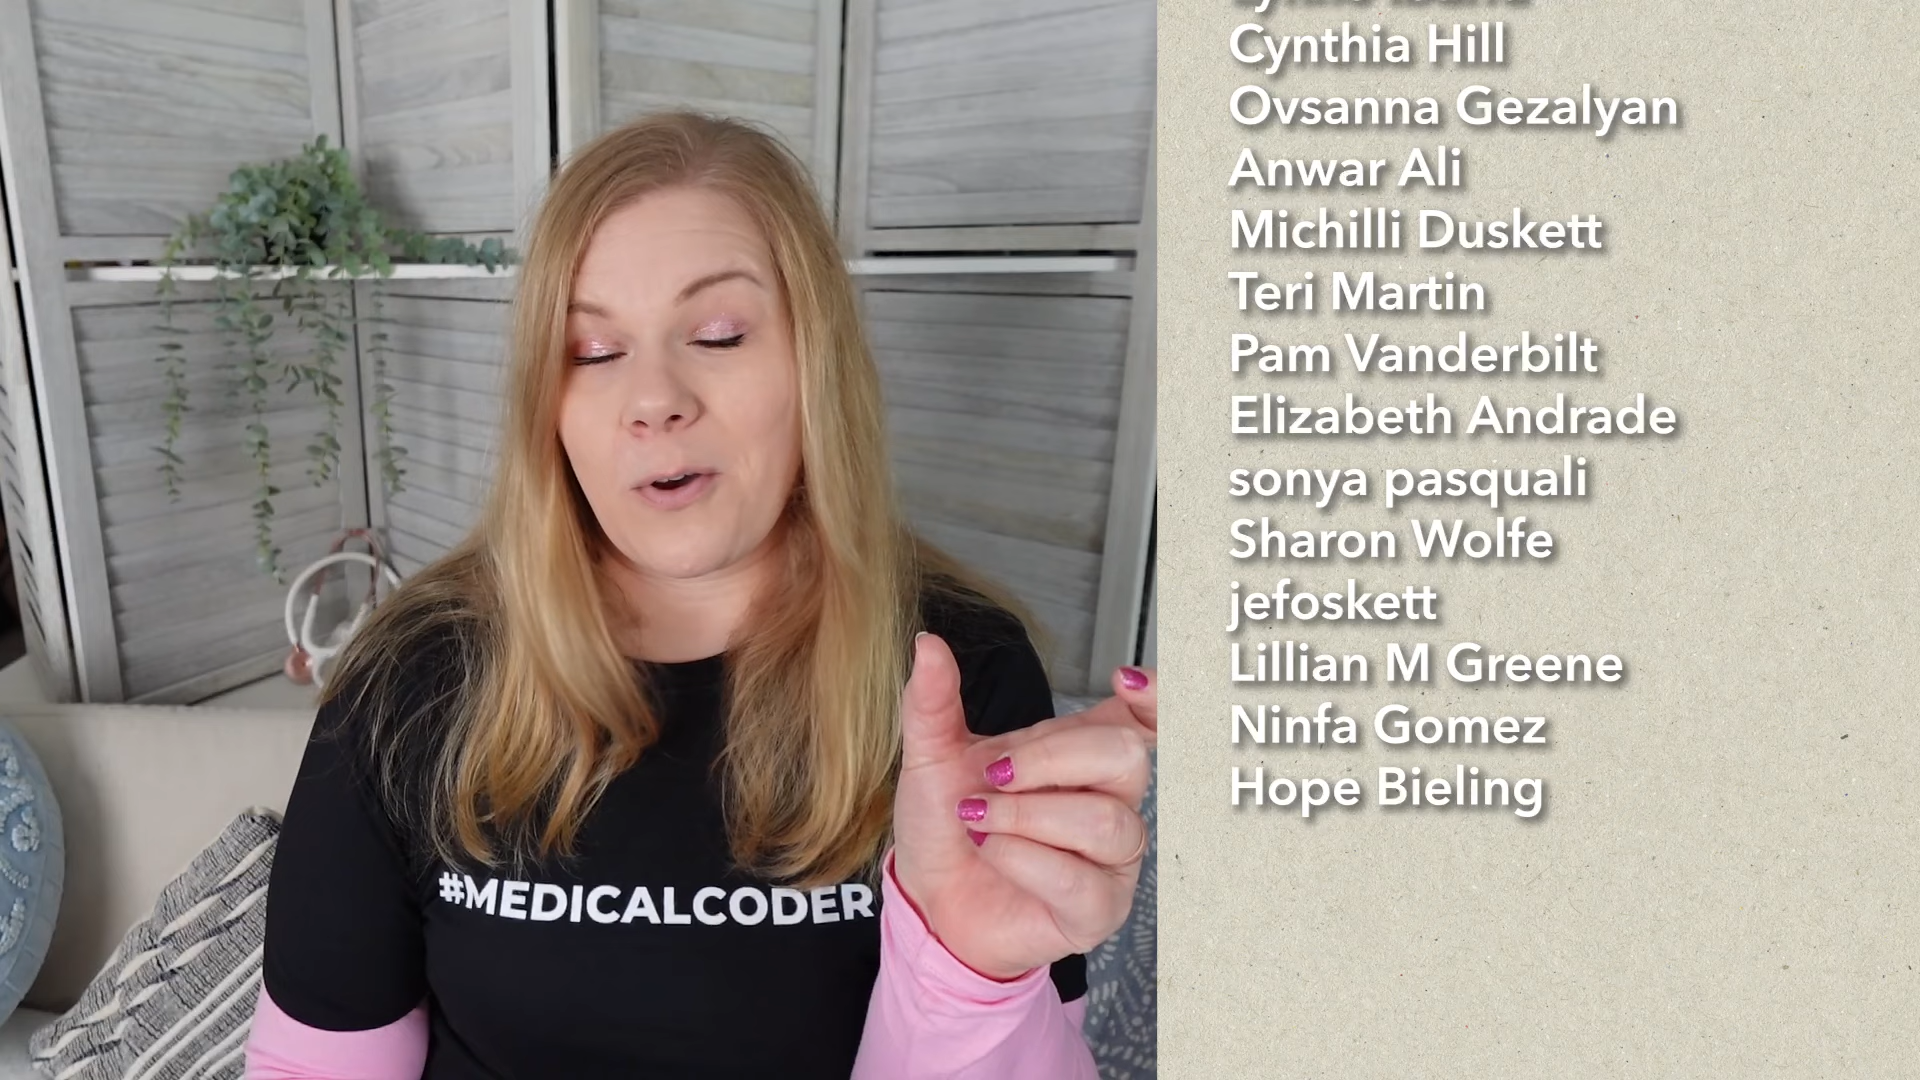 Cynthia Hill
Ovsanna Gezalyan
Anwar Ali
Michilli Duskett
Teri Martin
Pam Vanderbilt
Elizabeth Andrade
sonya pasquali
Sharon Wolfe
jefoskett
Lillian M Greene
Ninfa Gomez
Hope Bieling
#MEDICALCODER